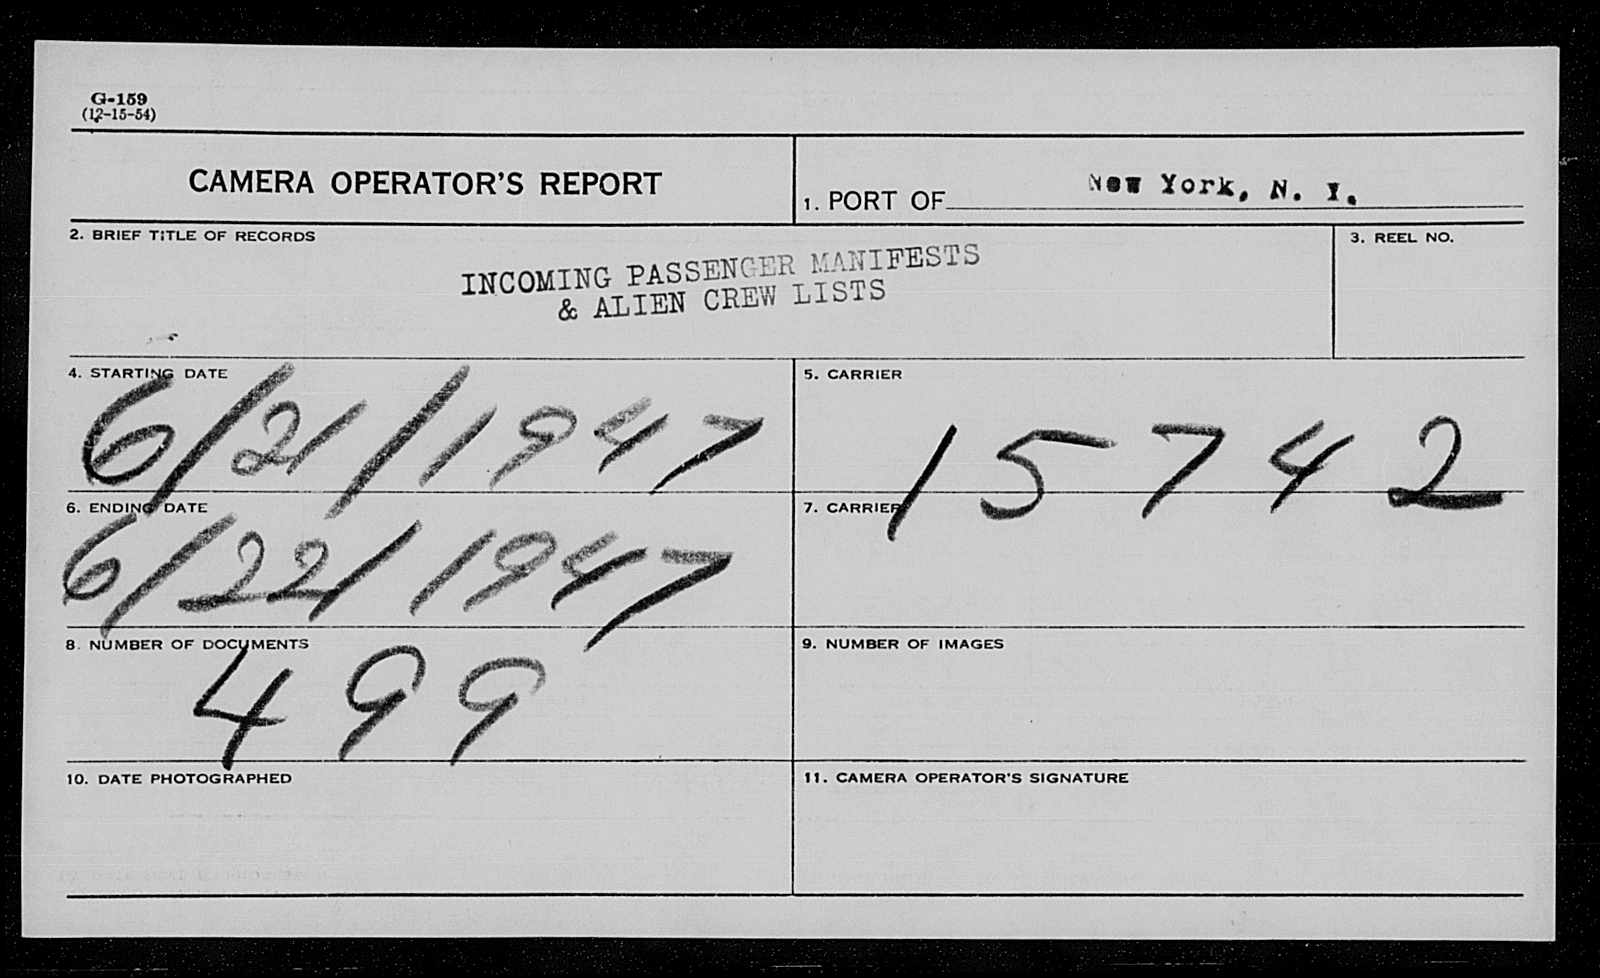 G-159
(12-15-54)
CAMERA OPERATOR'S REPORT
1. PORT OF New York, N. Y.
2. BRIEF TITLE OF RECORDS
INCOMING PASSENGER MANIFESTS
& ALIEN CREW LISTS
3. REEL NO.
4. STARTING DATE
6/21/1947
5. CARRIER
15742
6. ENDING DATE
6/22/1947
7. CARRIER
8. NUMBER OF DOCUMENTS
499
9. NUMBER OF IMAGES
10. DATE PHOTOGRAPHED
11. CAMERA OPERATOR'S SIGNATURE